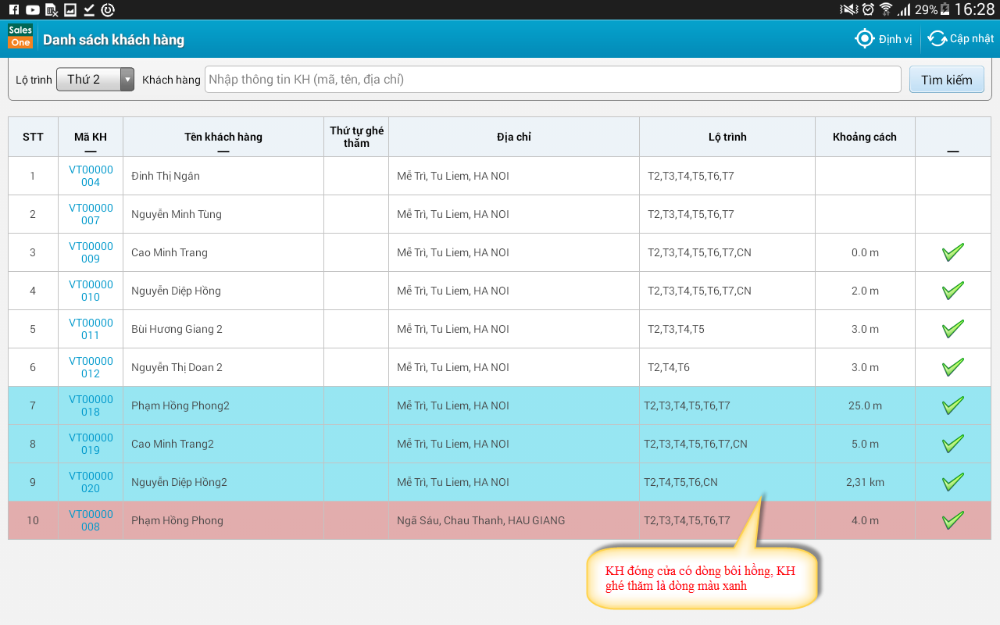 29% 16:28
Sales One Danh sách khách hàng Định vị Cập nhật
Lộ trình Thứ 2 Khách hàng Nhập thông tin KH (mã, tên, địa chỉ) Tìm kiếm
STT Mã KH Tên khách hàng Thứ tự ghé thăm Địa chỉ Lộ trình Khoảng cách
1 VT00000004 Đinh Thị Ngân Mễ Trì, Tu Liem, HA NOI T2,T3,T4,T5,T6,T7
2 VT00000007 Nguyễn Minh Tùng Mễ Trì, Tu Liem, HA NOI T2,T3,T4,T5,T6,T7
3 VT00000009 Cao Minh Trang Mễ Trì, Tu Liem, HA NOI T2,T3,T4,T5,T6,T7,CN 0.0 m
4 VT00000010 Nguyễn Diệp Hồng Mễ Trì, Tu Liem, HA NOI T2,T3,T4,T5,T6,T7,CN 2.0 m
5 VT00000011 Bùi Hương Giang 2 Mễ Trì, Tu Liem, HA NOI T2,T3,T4,T5 3.0 m
6 VT00000012 Nguyễn Thị Doan 2 Mễ Trì, Tu Liem, HA NOI T2,T4,T6 3.0 m
7 VT00000018 Phạm Hồng Phong2 Mễ Trì, Tu Liem, HA NOI T2,T3,T4,T5,T6,T7 25.0 m
8 VT00000019 Cao Minh Trang2 Mễ Trì, Tu Liem, HA NOI T2,T3,T4,T5,T6,T7,CN 5.0 m
9 VT00000020 Nguyễn Diệp Hồng2 Mễ Trì, Tu Liem, HA NOI T2,T4,T5,T6,CN 2,31 km
10 VT00000008 Phạm Hồng Phong Ngã Sáu, Chau Thanh, HAU GIANG T2,T3,T4,T5,T6,T7 4.0 m
KH đóng cửa có dòng bôi hồng, KH
ghé thăm là dòng màu xanh